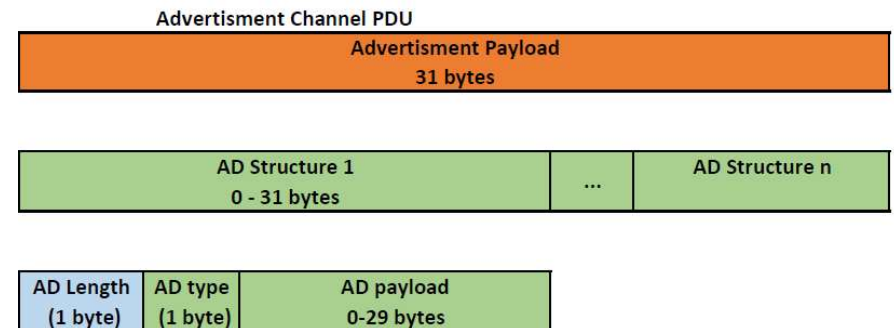 Advertisment Channel PDU
Advertisment Payload
31 bytes
AD Structure 1
0 - 31 bytes
...
AD Structure n
AD Length
(1 byte)
AD type
(1 byte)
AD payload
0-29 bytes